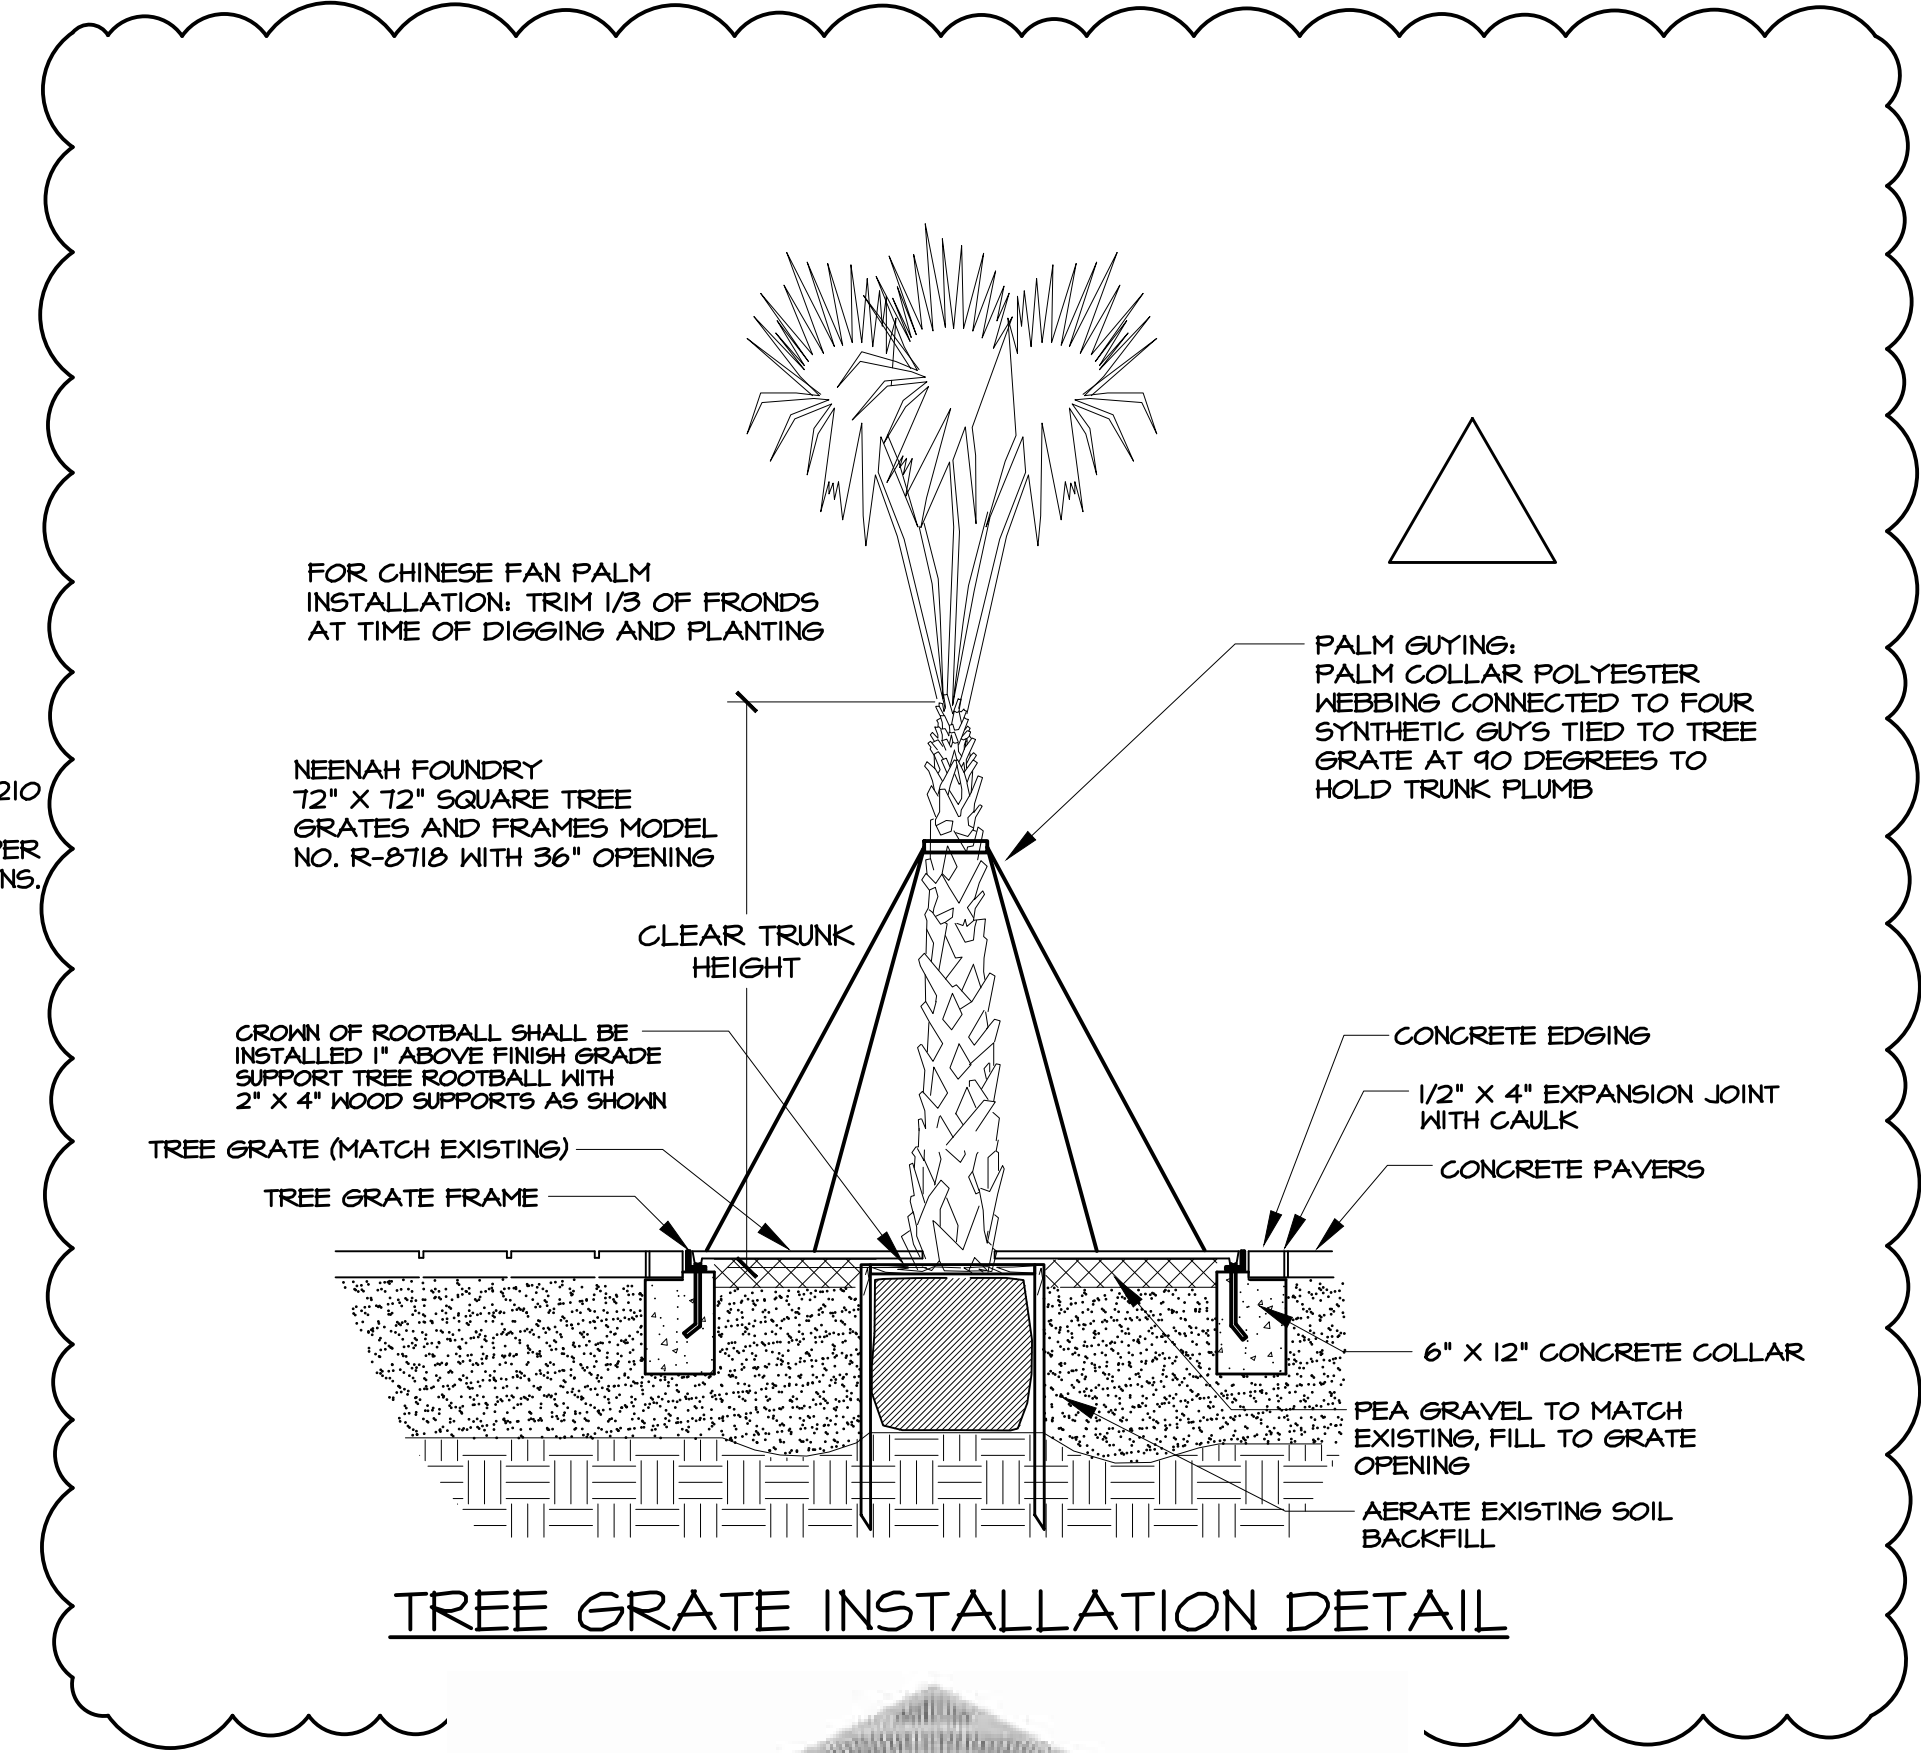 FOR CHINESE FAN PALM
INSTALLATION: TRIM 1/3 OF FRONDS
AT TIME OF DIGGING AND PLANTING
PALM GUYING:
PALM COLLAR POLYESTER
WEBBING CONNECTED TO FOUR
SYNTHETIC GUYS TIED TO TREE
GRATE AT 90 DEGREES TO
HOLD TRUNK PLUMB
210
PER
NS.
NEENAH FOUNDRY
72" X 72" SQUARE TREE
GRATES AND FRAMES MODEL
NO. R-8718 WITH 36" OPENING
CLEAR TRUNK
HEIGHT
CROWN OF ROOTBALL SHALL BE
INSTALLED 1" ABOVE FINISH GRADE
SUPPORT TREE ROOTBALL WITH
2" X 4" WOOD SUPPORTS AS SHOWN
TREE GRATE (MATCH EXISTING)
TREE GRATE FRAME
CONCRETE EDGING
1/2" X 4" EXPANSION JOINT
WITH CAULK
CONCRETE PAVERS
6" X 12" CONCRETE COLLAR
PEA GRAVEL TO MATCH
EXISTING, FILL TO GRATE
OPENING
AERATE EXISTING SOIL
BACKFILL
TREE GRATE INSTALLATION DETAIL